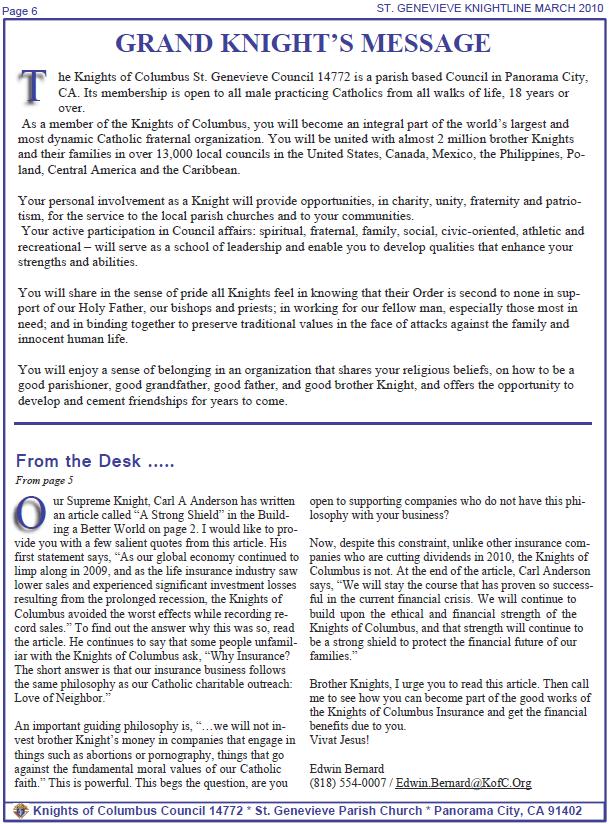 Page 6
ST. GENEVIEVE KNIGHTLINE MARCH 2010
GRAND KNIGHT'S MESSAGE
The Knights of Columbus St. Genevieve Council 14772 is a parish based Council in Panorama City,
CA. Its membership is open to all male practicing Catholics from all walks of life, 18 years or
over.
As a member of the Knights of Columbus, you will become an integral part of the world's largest and
most dynamic Catholic fraternal organization. You will be united with almost 2 million brother Knights
and their families in over 13,000 local councils in the United States, Canada, Mexico, the Philippines, Po-
land, Central America and the Caribbean.
Your personal involvement as a Knight will provide opportunities, in charity, unity, fraternity and patrio-
tism, for the service to the local parish churches and to your communities.
Your active participation in Council affairs: spiritual, fraternal, family, social, civic-oriented, athletic and
recreational – will serve as a school of leadership and enable you to develop qualities that enhance your
strengths and abilities.
You will share in the sense of pride all Knights feel in knowing that their Order is second to none in sup-
port of our Holy Father, our bishops and priests; in working for our fellow man, especially those most in
need; and in binding together to preserve traditional values in the face of attacks against the family and
innocent human life.
You will enjoy a sense of belonging in an organization that shares your religious beliefs, on how to be a
good parishioner, good grandfather, good father, and good brother Knight, and offers the opportunity to
develop and cement friendships for years to come.
From the Desk .....
From page 5
Our Supreme Knight, Carl A Anderson has written
an article called "A Strong Shield" in the Build-
ing a Better World on page 2. I would like to pro-
vide you with a few salient quotes from this article. His
first statement says, "As our global economy continued to
limp along in 2009, and as the life insurance industry saw
lower sales and experienced significant investment losses
resulting from the prolonged recession, the Knights of
Columbus avoided the worst effects while recording re-
cord sales." To find out the answer why this was so, read
the article. He continues to say that some people unfamil-
iar with the Knights of Columbus ask, "Why Insurance?
The short answer is that our insurance business follows
the same philosophy as our Catholic charitable outreach:
Love of Neighbor."
An important guiding philosophy is, "…we will not in-
vest brother Knight's money in companies that engage in
things such as abortions or pornography, things that go
against the fundamental moral values of our Catholic
faith." This is powerful. This begs the question, are you
open to supporting companies who do not have this phi-
losophy with your business?
Now, despite this constraint, unlike other insurance com-
panies who are cutting dividends in 2010, the Knights of
Columbus is not. At the end of the article, Carl Anderson
says, "We will stay the course that has proven so success-
ful in the current financial crisis. We will continue to
build upon the ethical and financial strength of the
Knights of Columbus, and that strength will continue to
be a strong shield to protect the financial future of our
families."
Brother Knights, I urge you to read this article. Then call
me to see how you can become part of the good works of
the Knights of Columbus Insurance and get the financial
benefits due to you.
Vivat Jesus!
Edwin Bernard
(818) 554-0007 / Edwin.Bernard@KofC.Org
Knights of Columbus Council 14772 * St. Genevieve Parish Church * Panorama City, CA 91402